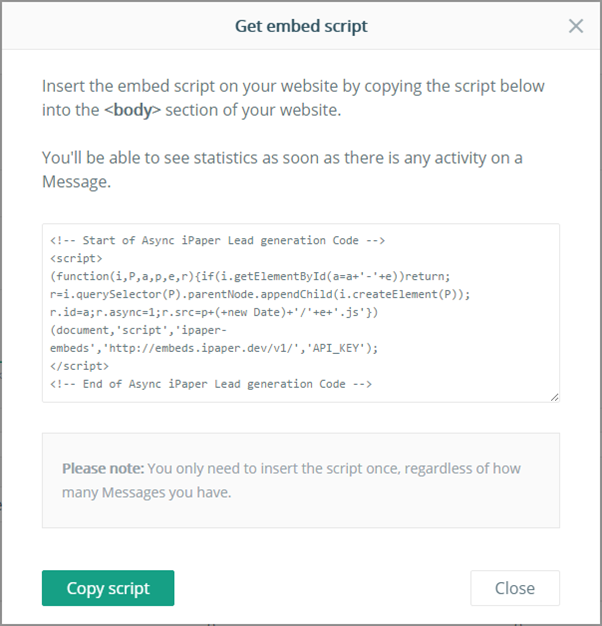 Get embed script
Insert the embed script on your website by copying the script below
into the <body> section of your website.
You'll be able to see statistics as soon as there is any activity on a
Message.
<!-- Start of Async iPaper Lead generation Code -->
<script>
(function(i,P,a,p,e,r){if(i.getElementById(a=a+'-'+e))return;
r=i.querySelector(P).parentNode.appendChild(i.createElement(P));
r.id=a;r.async=1;r.src=p+(+new Date)+'/'+e+'.js'})
(document,'script','ipaper-
embeds','http://embeds.ipaper.dev/v1/','API_KEY');
</script>
<!-- End of Async iPaper Lead generation Code -->
Please note: You only need to insert the script once, regardless of how
many Messages you have.
Copy script
Close